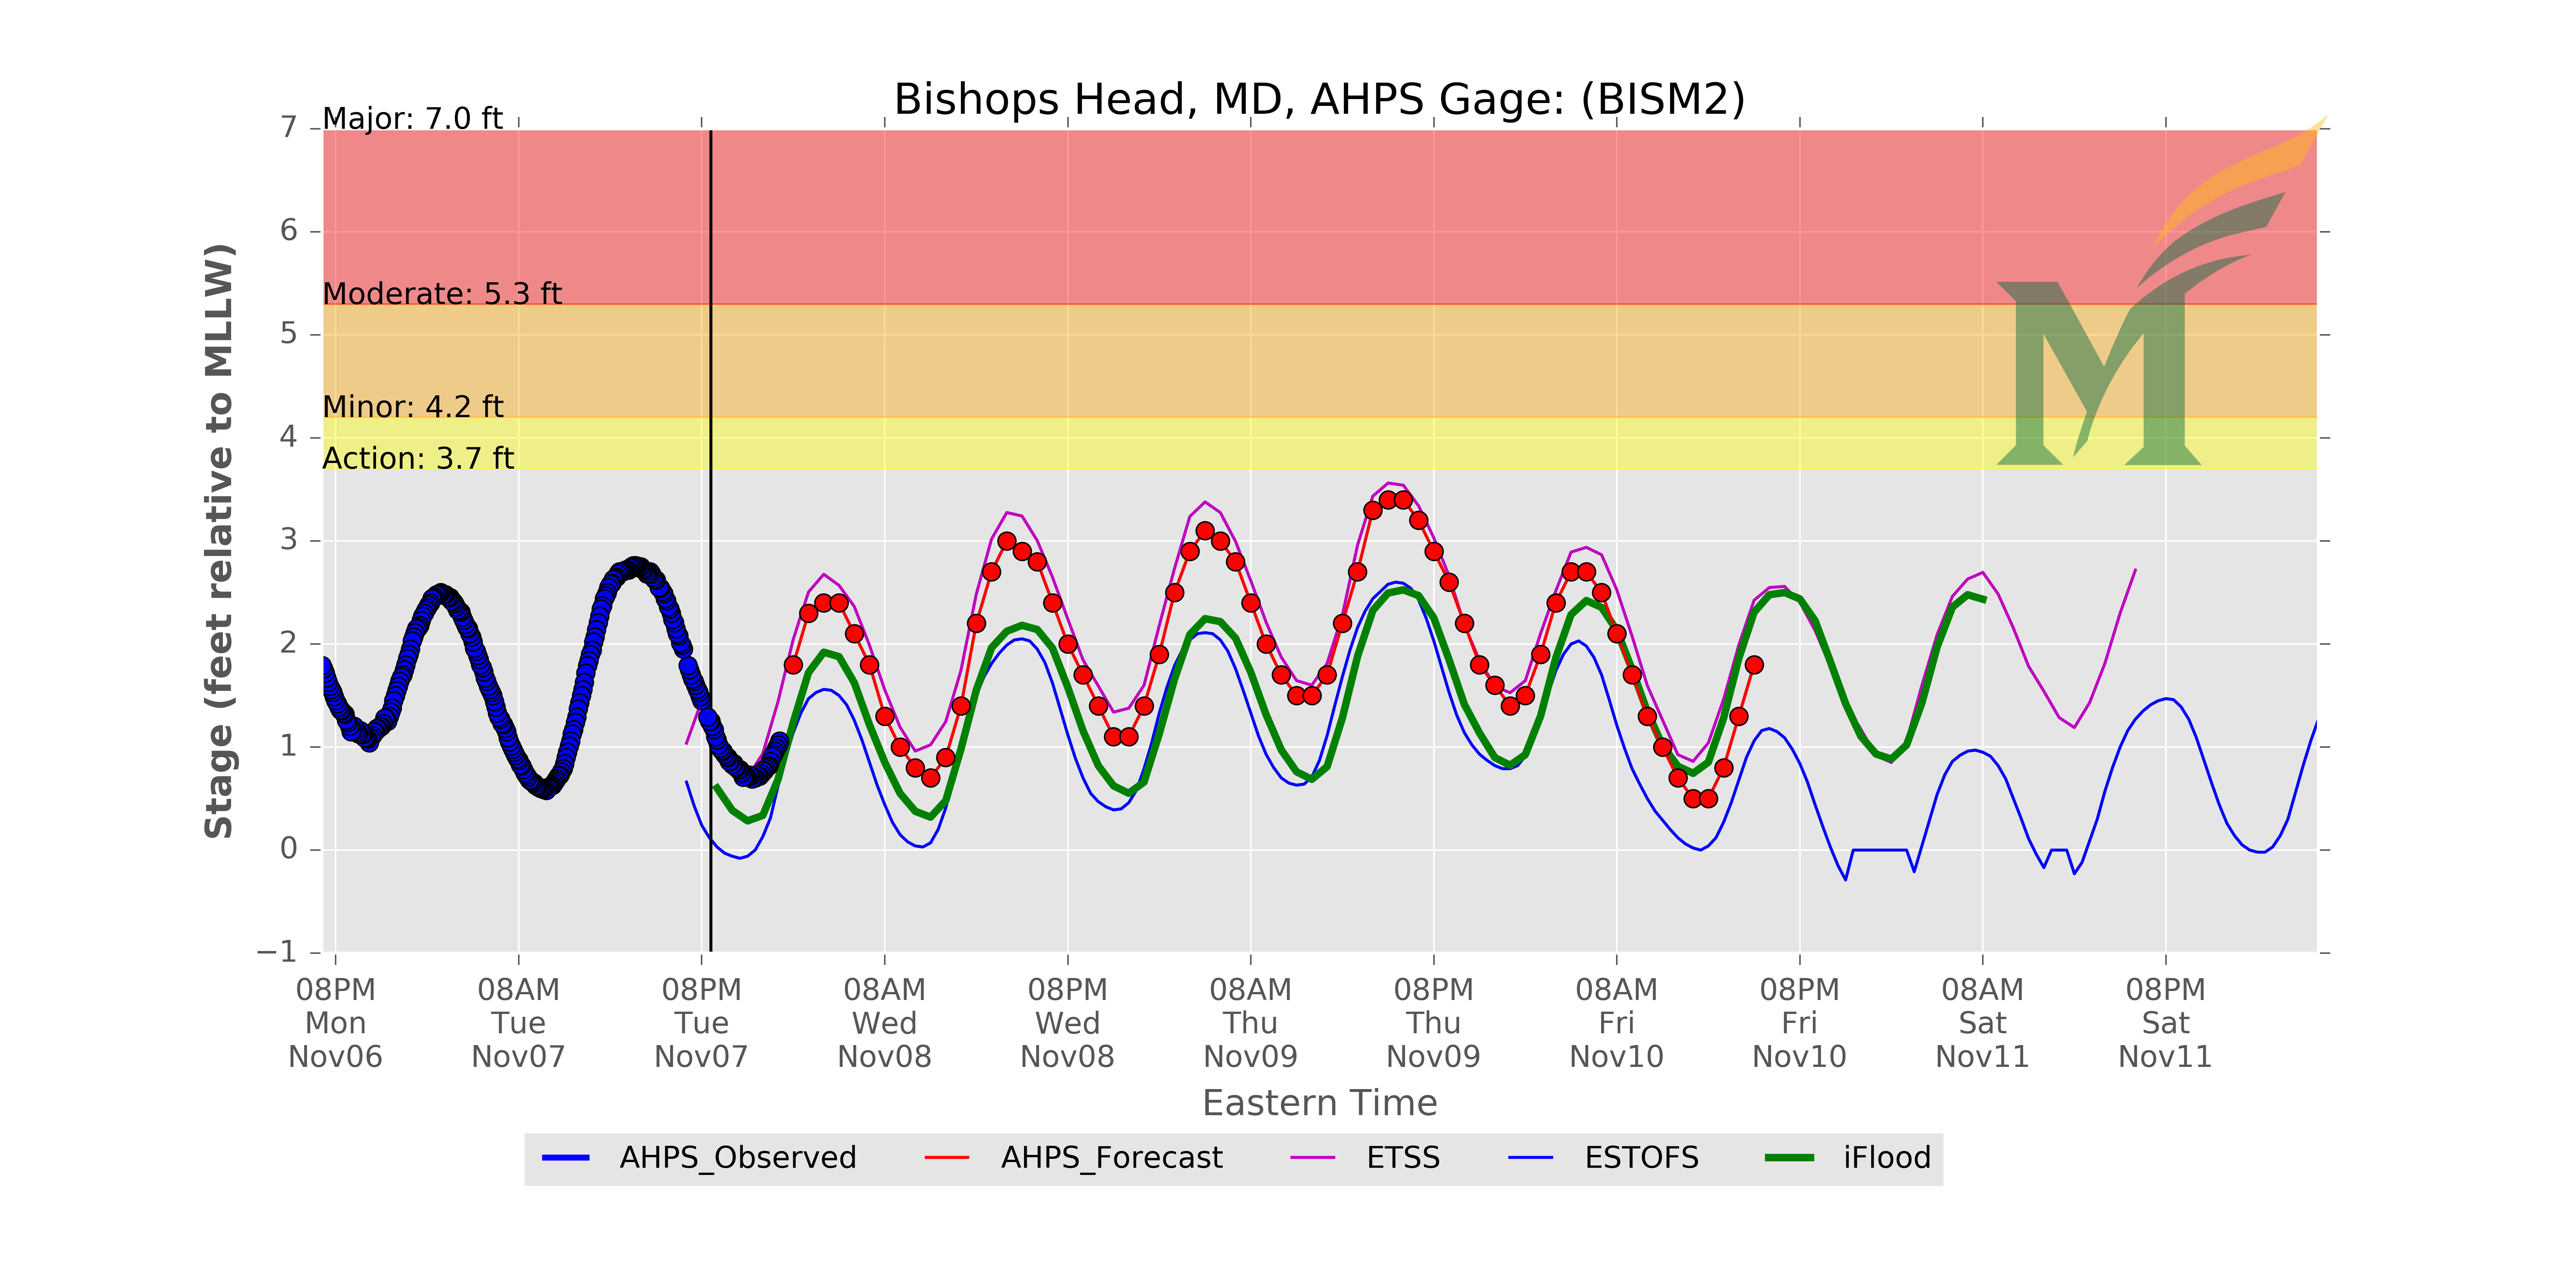 Bishops Head, MD, AHPS Gage: (BISM2)
Major: 7.0 ft
Moderate: 5.3 ft
Minor: 4.2 ft
Action: 3.7 ft
Stage (feet relative to MLLW)
7
6
5
4
3
2
1
0
−1
08PM Mon Nov06
08AM Tue Nov07
08PM Tue Nov07
08AM Wed Nov08
08PM Wed Nov08
08AM Thu Nov09
08PM Thu Nov09
08AM Fri Nov10
08PM Fri Nov10
08AM Sat Nov11
08PM Sat Nov11
Eastern Time
AHPS_Observed AHPS_Forecast ETSS ESTOFS iFlood
M